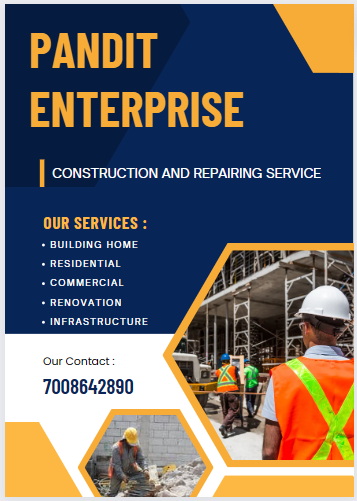 PANDIT
ENTERPRISE
CONSTRUCTION AND REPAIRING SERVICE
OUR SERVICES :
• BUILDING HOME
• RESIDENTIAL
• COMMERCIAL
• RENOVATION
• INFRASTRUCTURE
Our Contact :
7008642890